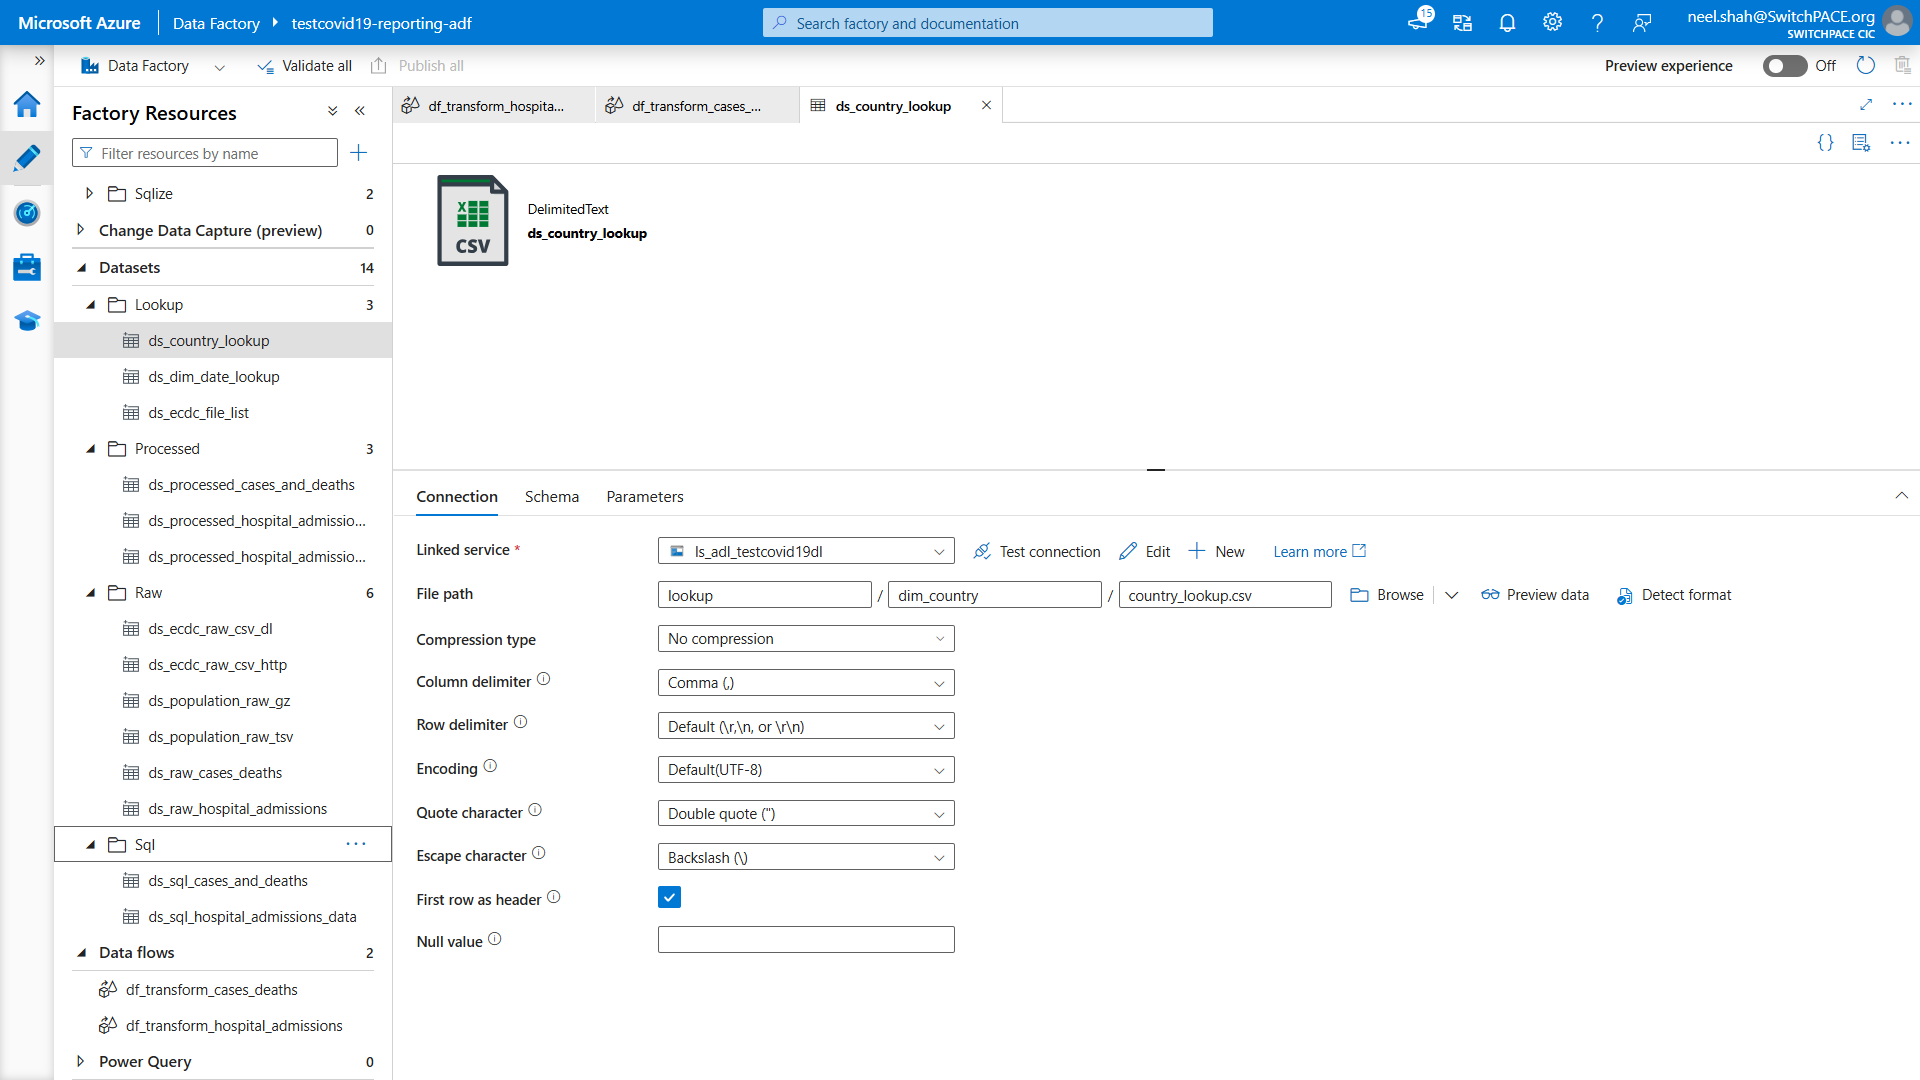 Microsoft Azure
Data Factory
testcovid19-reporting-adf
Search factory and documentation
15
neel.shah@SwitchPACE.org
SWITCHPACE CIC
Data Factory
Validate all
Publish all
Preview experience
Off
Factory Resources
Filter resources by name
Sqlize 2
Change Data Capture (preview) 0
Datasets 14
Lookup 3
ds_country_lookup
ds_dim_date_lookup
ds_ecdc_file_list
Processed 3
ds_processed_cases_and_deaths
ds_processed_hospital_admissio...
ds_processed_hospital_admissio...
Raw 6
ds_ecdc_raw_csv_dl
ds_ecdc_raw_csv_http
ds_population_raw_gz
ds_population_raw_tsv
ds_raw_cases_deaths
ds_raw_hospital_admissions
Sql ...
ds_sql_cases_and_deaths
ds_sql_hospital_admissions_data
Data flows 2
df_transform_cases_deaths
df_transform_hospital_admissions
Power Query 0
df_transform_hospita...
df_transform_cases_...
ds_country_lookup
CSV
DelimitedText
ds_country_lookup
Connection Schema Parameters
Linked service * ls_adl_testcovid19dl Test connection Edit New Learn more
File path lookup / dim_country / country_lookup.csv Browse Preview data Detect format
Compression type No compression
Column delimiter Comma (,)
Row delimiter Default (\r,\n, or \r\n)
Encoding Default(UTF-8)
Quote character Double quote (")
Escape character Backslash (\)
First row as header
Null value